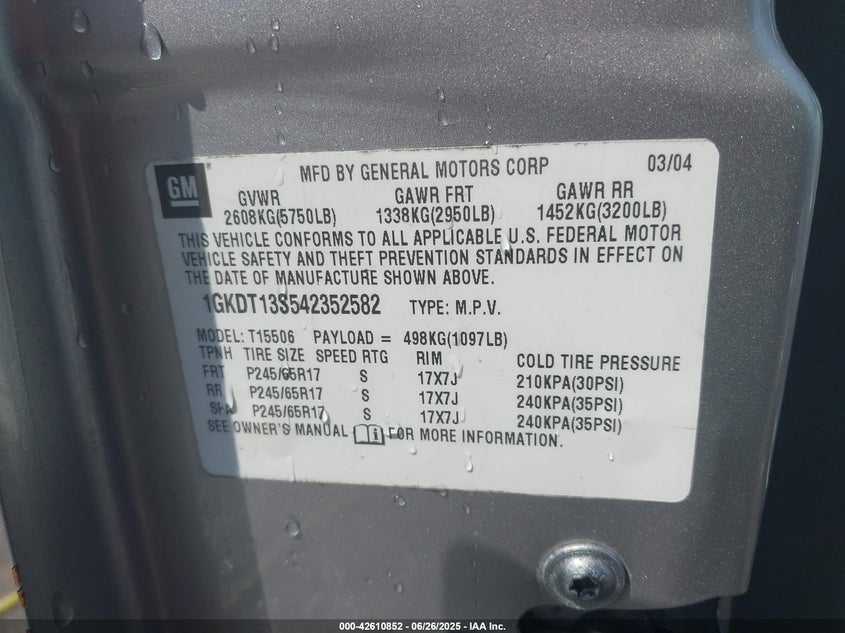 GM
MFD BY GENERAL MOTORS CORP 03/04
GVWR GAWR FRT GAWR RR
2608KG(5750LB) 1338KG(2950LB) 1452KG(3200LB)
THIS VEHICLE CONFORMS TO ALL APPLICABLE U.S. FEDERAL MOTOR
VEHICLE SAFETY AND THEFT PREVENTION STANDARDS IN EFFECT ON
THE DATE OF MANUFACTURE SHOWN ABOVE.
1GKDT13S542352582 TYPE: M.P.V.
MODEL: T15506 PAYLOAD = 498KG(1097LB)
TPNH TIRE SIZE SPEED RTG RIM COLD TIRE PRESSURE
FRT P245/65R17 S 17X7J 210KPA(30PSI)
RR P245/65R17 S 17X7J 240KPA(35PSI)
SPA P245/65R17 S 17X7J 240KPA(35PSI)
SEE OWNER'S MANUAL FOR MORE INFORMATION.
000-42610852 - 06/26/2025 - IAA Inc.